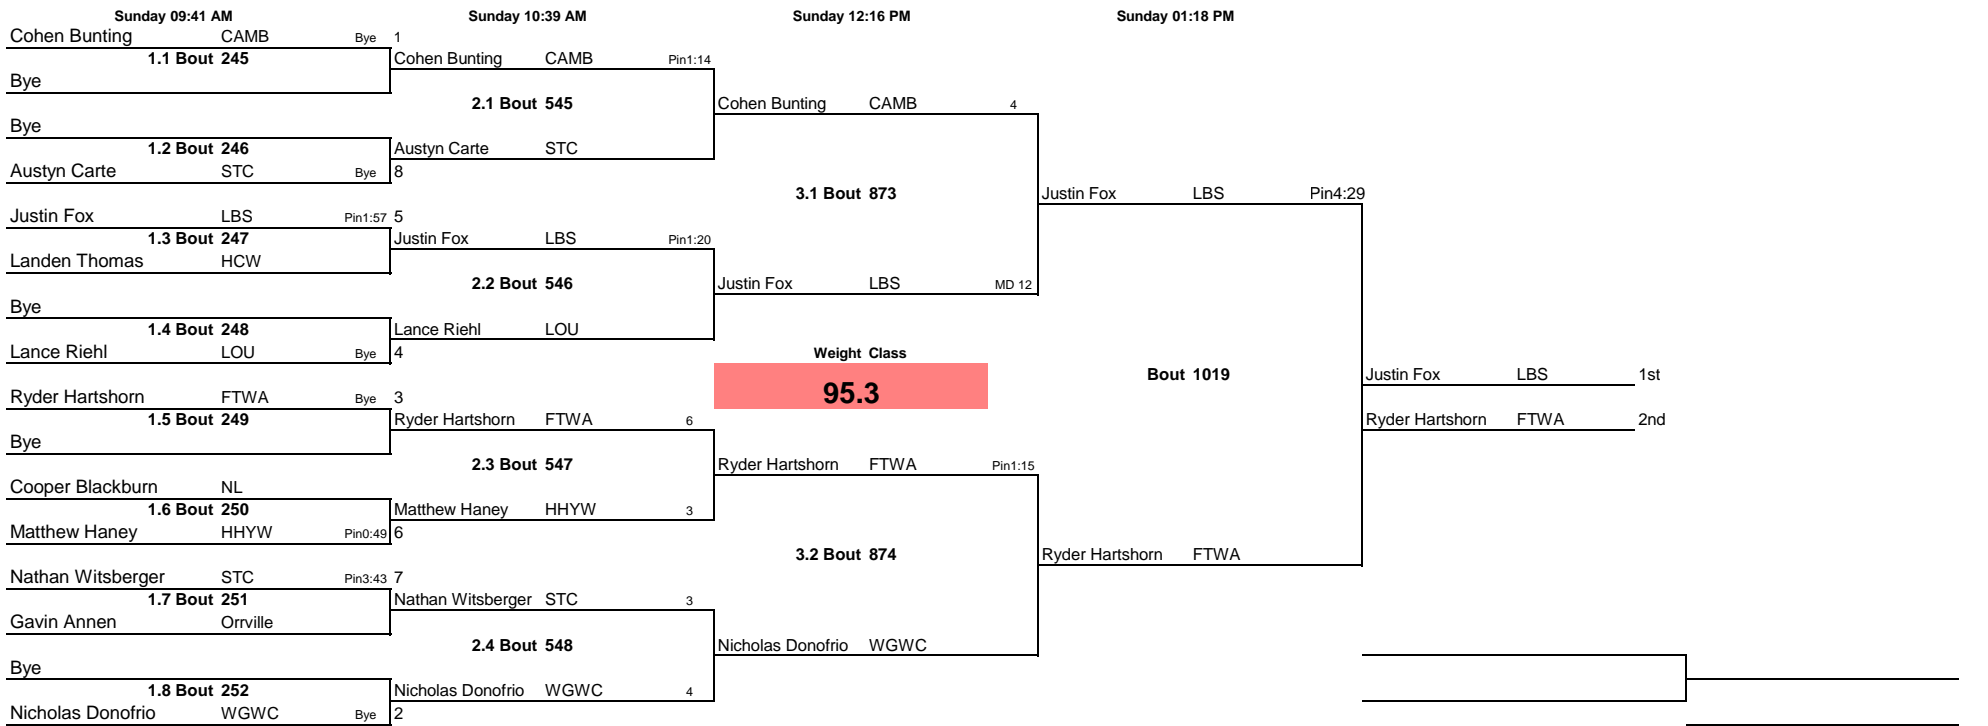 Sunday 09:41 AM Sunday 10:39 AM Sunday 12:16 PM Sunday 01:18 PM
Cohen Bunting CAMB Bye 1
1.1 Bout 245 Cohen Bunting CAMB Pin1:14
Bye
2.1 Bout 545 Cohen Bunting CAMB 4
Bye
1.2 Bout 246 Austyn Carte STC
Austyn Carte STC Bye 8
3.1 Bout 873 Justin Fox LBS Pin4:29
Justin Fox LBS Pin1:57 5
1.3 Bout 247 Justin Fox LBS Pin1:20
Landen Thomas HCW
2.2 Bout 546 Justin Fox LBS MD 12
Bye
1.4 Bout 248 Lance Riehl LOU
Lance Riehl LOU Bye 4 Weight Class
Bout 1019 Justin Fox LBS 1st
Ryder Hartshorn FTWA Bye 3 95.3
1.5 Bout 249 Ryder Hartshorn FTWA 6 Ryder Hartshorn FTWA 2nd
Bye
2.3 Bout 547 Ryder Hartshorn FTWA Pin1:15
Cooper Blackburn NL
1.6 Bout 250 Matthew Haney HHYW 3
Matthew Haney HHYW Pin0:49 6
3.2 Bout 874 Ryder Hartshorn FTWA
Nathan Witsberger STC Pin3:43 7
1.7 Bout 251 Nathan Witsberger STC 3
Gavin Annen Orrville
2.4 Bout 548 Nicholas Donofrio WGWC
Bye
1.8 Bout 252 Nicholas Donofrio WGWC 4
Nicholas Donofrio WGWC Bye 2